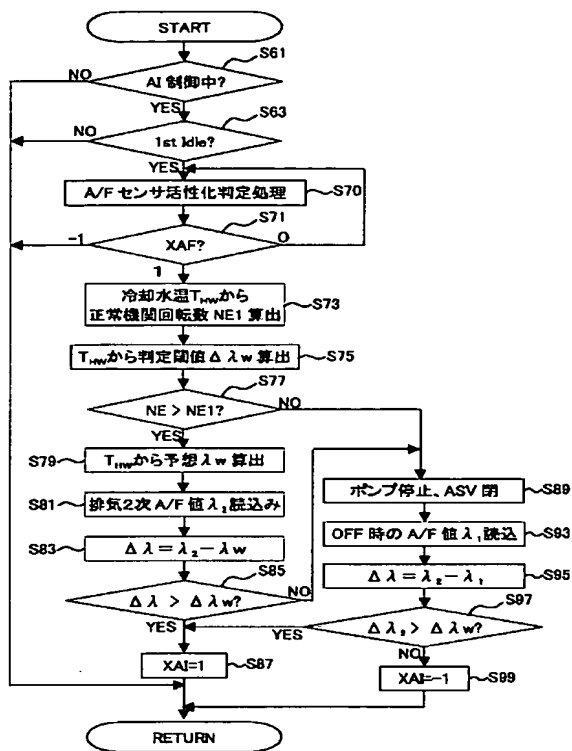 START
S61
NO
AI 制御中?
YES
S63
NO
1st Idle?
YES
A/F センサ活性化判定処理
S70
S71
-1
XAF?
0
1
冷却水温THWから
正常機関回転数 NE1 算出
S73
THWから判定閾値 Δλw 算出
S75
S77
NE > NE1?
NO
YES
S79
THWから予想λw 算出
S81
排気2次 A/F 値λ2読込み
S83
Δλ=λ2-λw
S85
Δλ > Δλw?
NO
YES
XAI=1
S87
ポンプ停止、ASV 閉
S89
OFF 時の A/F 値λ1読込
S93
Δλ=λ2-λ1
S95
S97
Δλ2 > Δλw?
YES
NO
XAI=-1
S99
RETURN